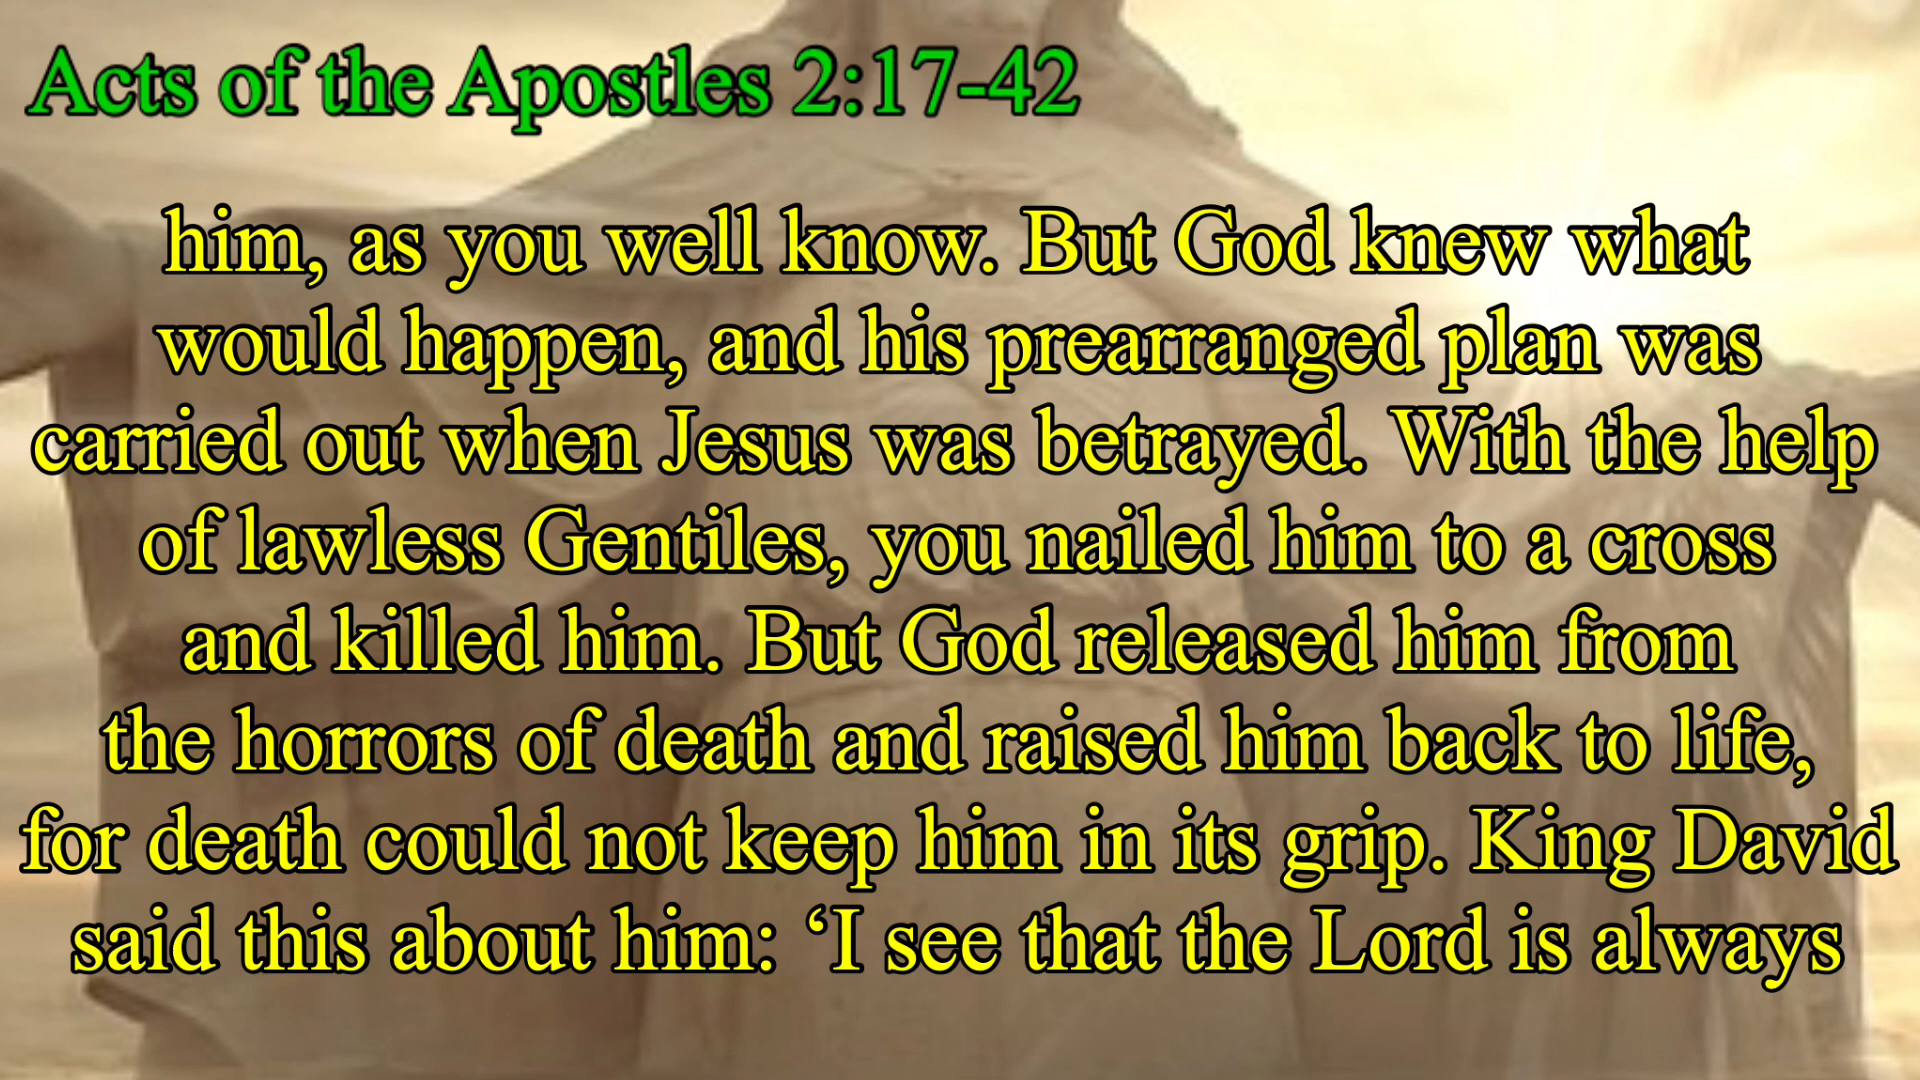 Acts of the Apostles 2:17-42
him, as you well know. But God knew what
would happen, and his prearranged plan was
carried out when Jesus was betrayed. With the help
of lawless Gentiles, you nailed him to a cross
and killed him. But God released him from
the horrors of death and raised him back to life,
for death could not keep him in its grip. King David
said this about him: ‘I see that the Lord is always